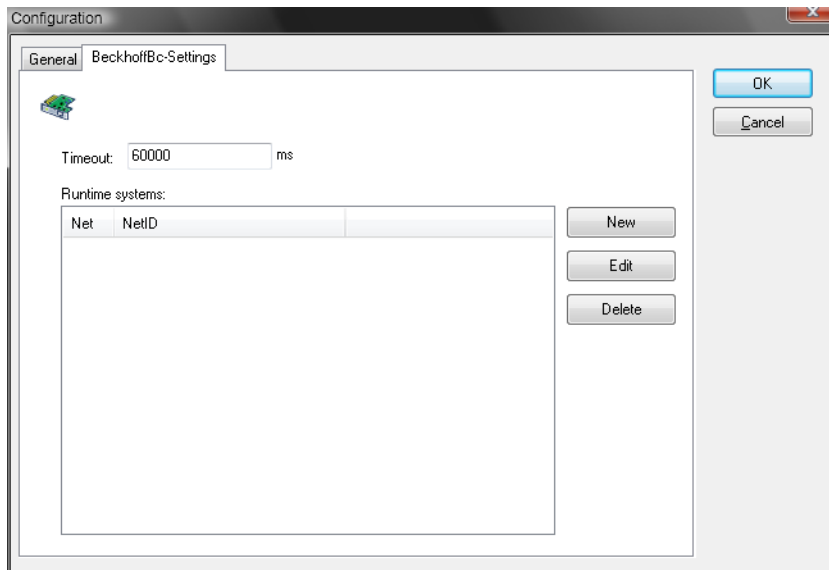 Configuration
General BeckhoffBc-Settings
OK
Cancel
Timeout: 60000 ms
Runtime systems:
Net NetID
New
Edit
Delete